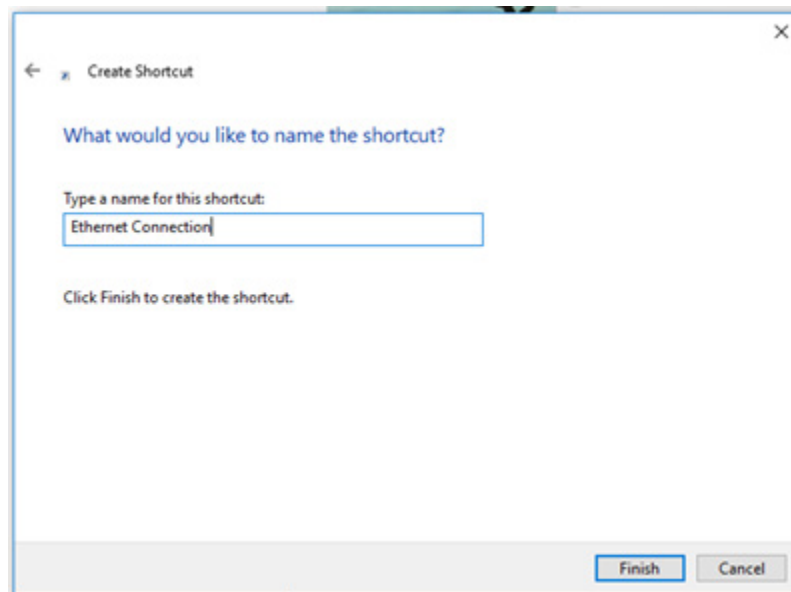 Create Shortcut
What would you like to name the shortcut?
Type a name for this shortcut:
Ethernet Connection
Click Finish to create the shortcut.
Finish Cancel